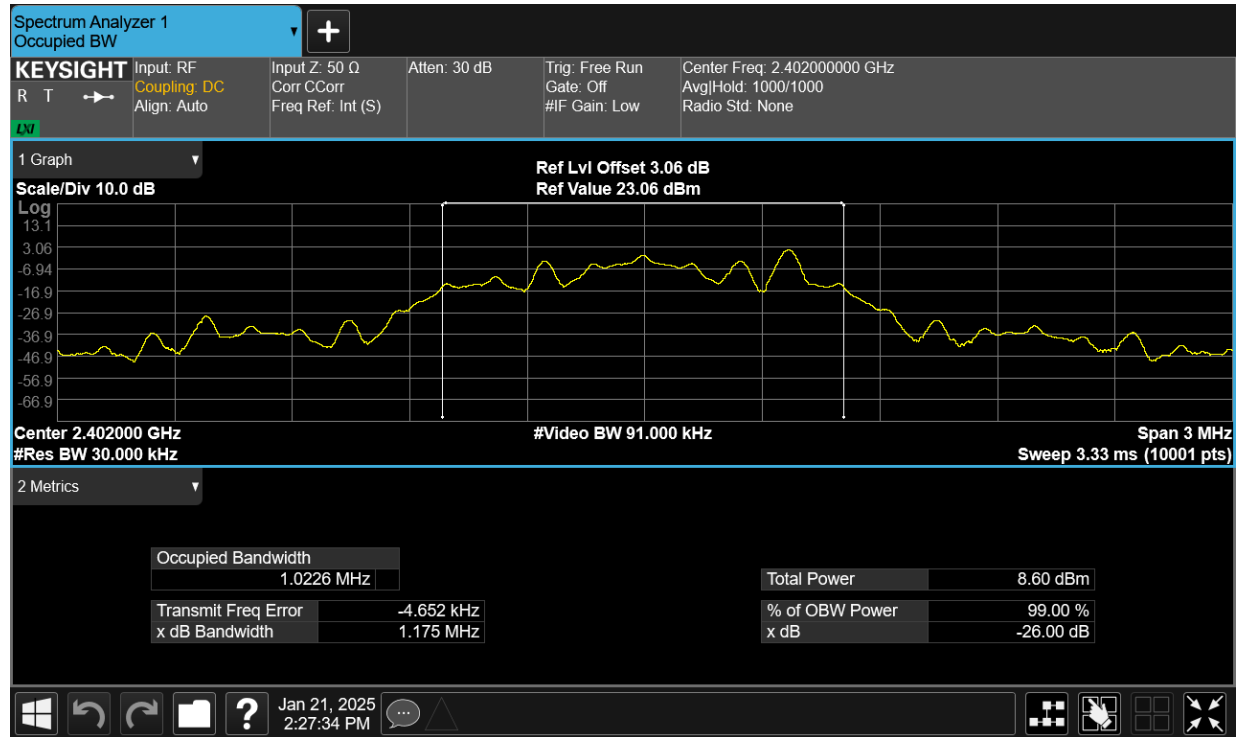 Spectrum Analyzer 1
Occupied BW
▼
+
KEYSIGHT Input: RF Input Z: 50 Ω Atten: 30 dB Trig: Free Run Center Freq: 2.402000000 GHz
R T Coupling: DC Corr CCorr Gate: Off Avg|Hold: 1000/1000
Align: Auto Freq Ref: Int (S) #IF Gain: Low Radio Std: None
LXI
1 Graph ▼
Ref Lvl Offset 3.06 dB
Scale/Div 10.0 dB Ref Value 23.06 dBm
Log
13.1
3.06
-6.94
-16.9
-26.9
-36.9
-46.9
-56.9
-66.9
Center 2.402000 GHz #Video BW 91.000 kHz Span 3 MHz
#Res BW 30.000 kHz Sweep 3.33 ms (10001 pts)
2 Metrics ▼
Occupied Bandwidth
1.0226 MHz Total Power 8.60 dBm
Transmit Freq Error -4.652 kHz % of OBW Power 99.00 %
x dB Bandwidth 1.175 MHz x dB -26.00 dB
? Jan 21, 2025
2:27:34 PM